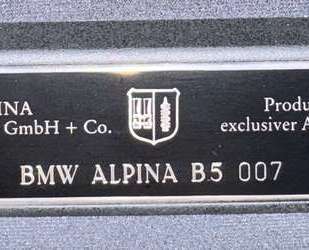 INA Produ
GmbH + Co. exclusiver A
BMW ALPINA B5 007